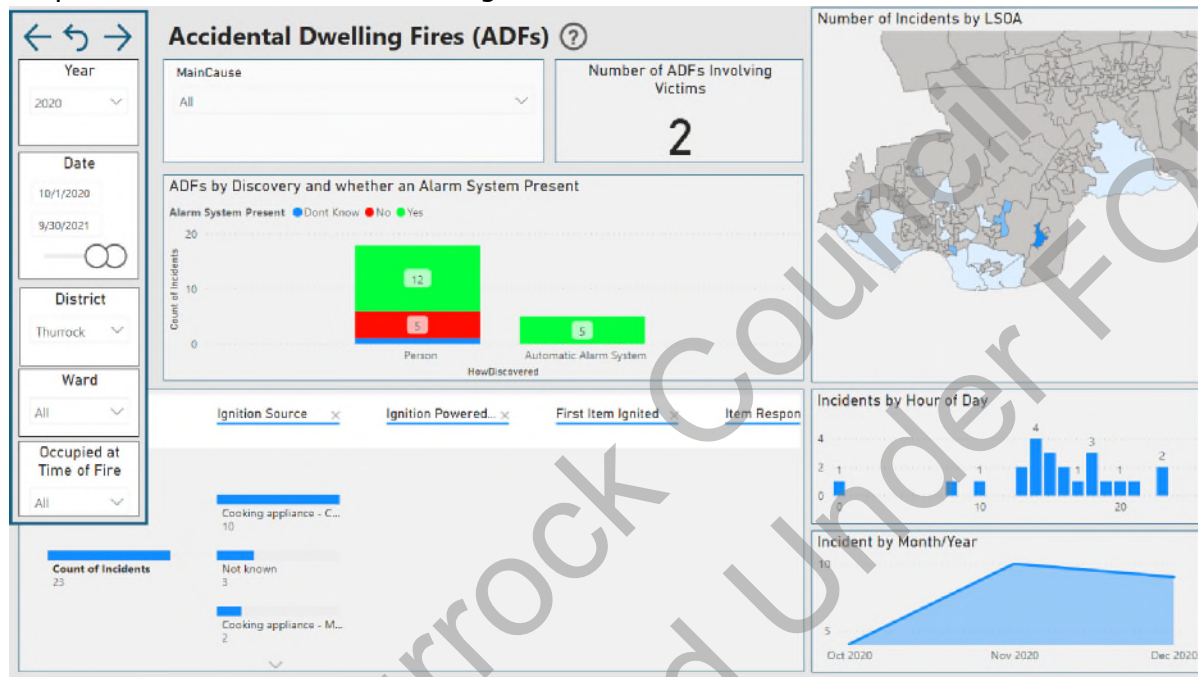 Accidental Dwelling Fires (ADFs) ?
Year
2020
Date
10/1/2020
9/30/2021
District
Thurrock
Ward
All
Occupied at
Time of Fire
All
MainCause
All
Number of ADFs Involving
Victims
2
ADFs by Discovery and whether an Alarm System Present
Alarm System Present Dont Know No Yes
Count of Incidents
20
10
0
12
5
5
Person
Automatic Alarm System
HowDiscovered
Ignition Source
Ignition Powered...
First Item Ignited
Item Respon
Count of Incidents
23
Cooking appliance - C...
10
Not known
3
Cooking appliance - M...
2
Number of Incidents by LSOA
Incidents by Hour of Day
4
2
0
1
1
4
1
3
1
2
0
10
20
Incident by Month/Year
10
5
Oct 2020
Nov 2020
Dec 2020
rrock Council
d Under FO